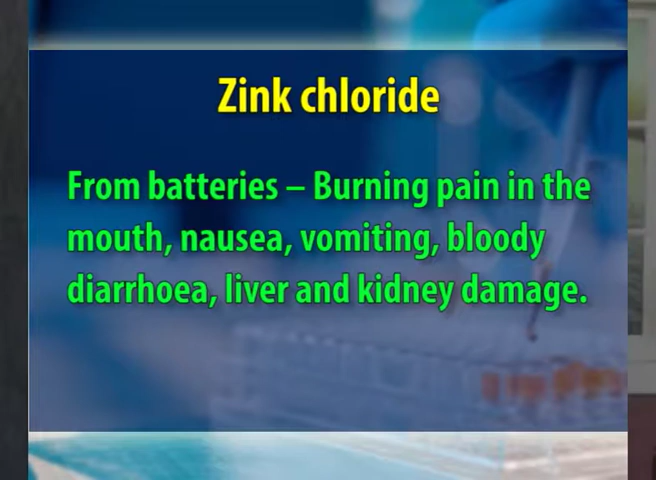 Zink chloride
From batteries – Burning pain in the
mouth, nausea, vomiting, bloody
diarrhoea, liver and kidney damage.